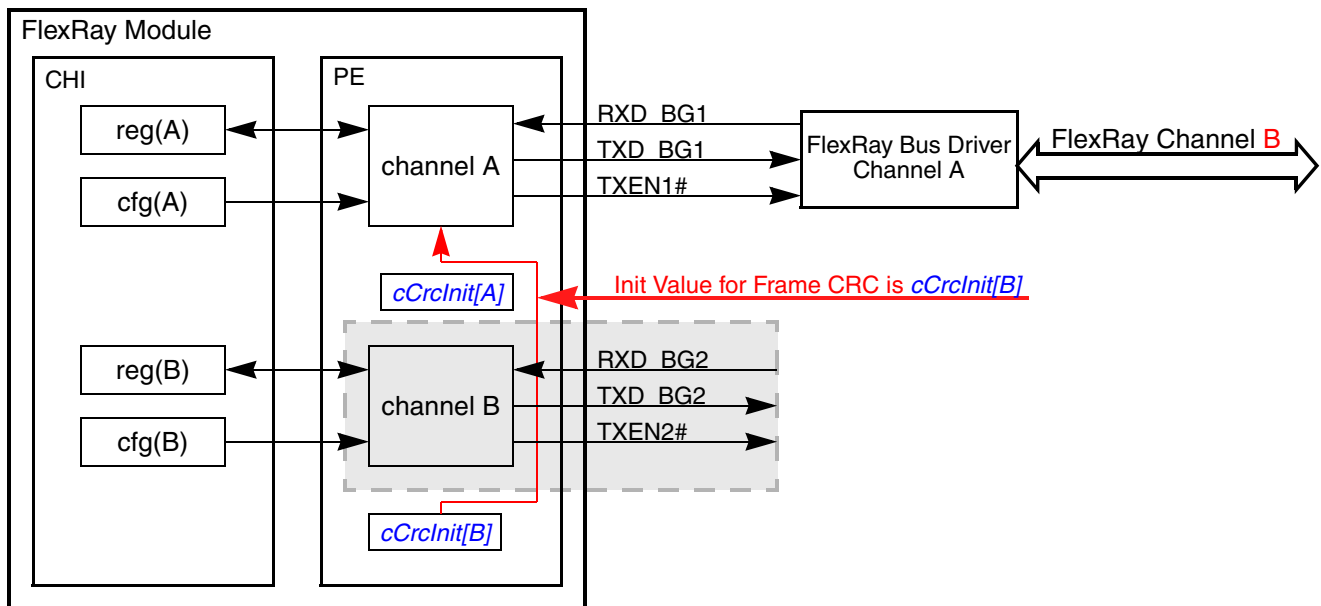 FlexRay Module
CHI
PE
reg(A)
cfg(A)
channel A
RXD_BG1
TXD_BG1
TXEN1#
FlexRay Bus Driver
Channel A
FlexRay Channel B
cCrcInit[A]
Init Value for Frame CRC is cCrcInit[B]
reg(B)
cfg(B)
channel B
RXD_BG2
TXD_BG2
TXEN2#
cCrcInit[B]